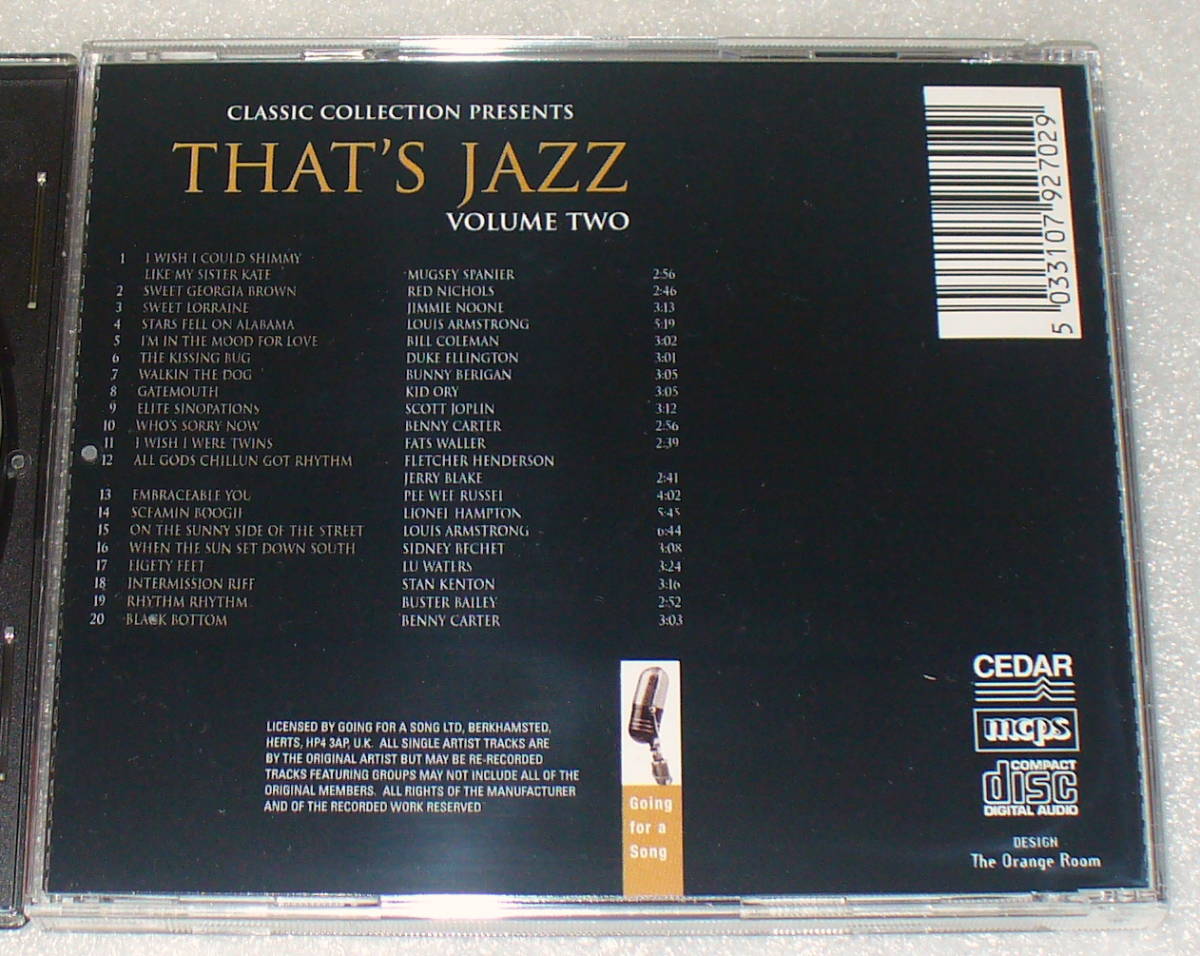 CLASSIC COLLECTION PRESENTS
THAT'S JAZZ
VOLUME TWO
1 I WISH I COULD SHIMMY
LIKE MY SISTER KATE MUGSEY SPANIER 2:56
2 SWEET GEORGIA BROWN RED NICHOLS 2:46
3 SWEET LORRAINE JIMMIE NOONE 3:13
4 STARS FELL ON ALABAMA LOUIS ARMSTRONG 5:19
5 I'M IN THE MOOD FOR LOVE BILL COLEMAN 3:02
6 THE KISSING BUG DUKE ELLINGTON 3:01
7 WALKIN THE DOG BUNNY BERIGAN 3:05
8 GATEMOUTH KID ORY 3:05
9 ELITE SINOPATIONS SCOTT JOPLIN 3:12
10 WHO'S SORRY NOW BENNY CARTER 2:56
11 I WISH I WERE TWINS FATS WALLER 2:39
12 ALL GODS CHILLUN GOT RHYTHM FLETCHER HENDERSON
JERRY BLAKE 2:41
13 EMBRACEABLE YOU PEE WEE RUSSEL 4:02
14 SCEAMIN BOOGIE LIONEL HAMPTON 5:45
15 ON THE SUNNY SIDE OF THE STREET LOUIS ARMSTRONG 6:44
16 WHEN THE SUN SET DOWN SOUTH SIDNEY BECHET 3:08
17 EIGETY FEET LU WATERS 3:24
18 INTERMISSION RIFF STAN KENTON 3:16
19 RHYTHM RHYTHM BUSTER BAILEY 2:52
20 BLACK BOTTOM BENNY CARTER 3:03
5 033107 927029
LICENSED BY GOING FOR A SONG LTD, BERKHAMSTED,
HERTS, HP4 3AP, U.K. ALL SINGLE ARTIST TRACKS ARE
BY THE ORIGINAL ARTIST BUT MAY BE RE-RECORDED
TRACKS FEATURING GROUPS MAY NOT INCLUDE ALL OF THE
ORIGINAL MEMBERS. ALL RIGHTS OF THE MANUFACTURER
AND OF THE RECORDED WORK RESERVED
Going
for a
Song
CEDAR
mcps
COMPACT
disc
DIGITAL AUDIO
DESIGN
The Orange Room